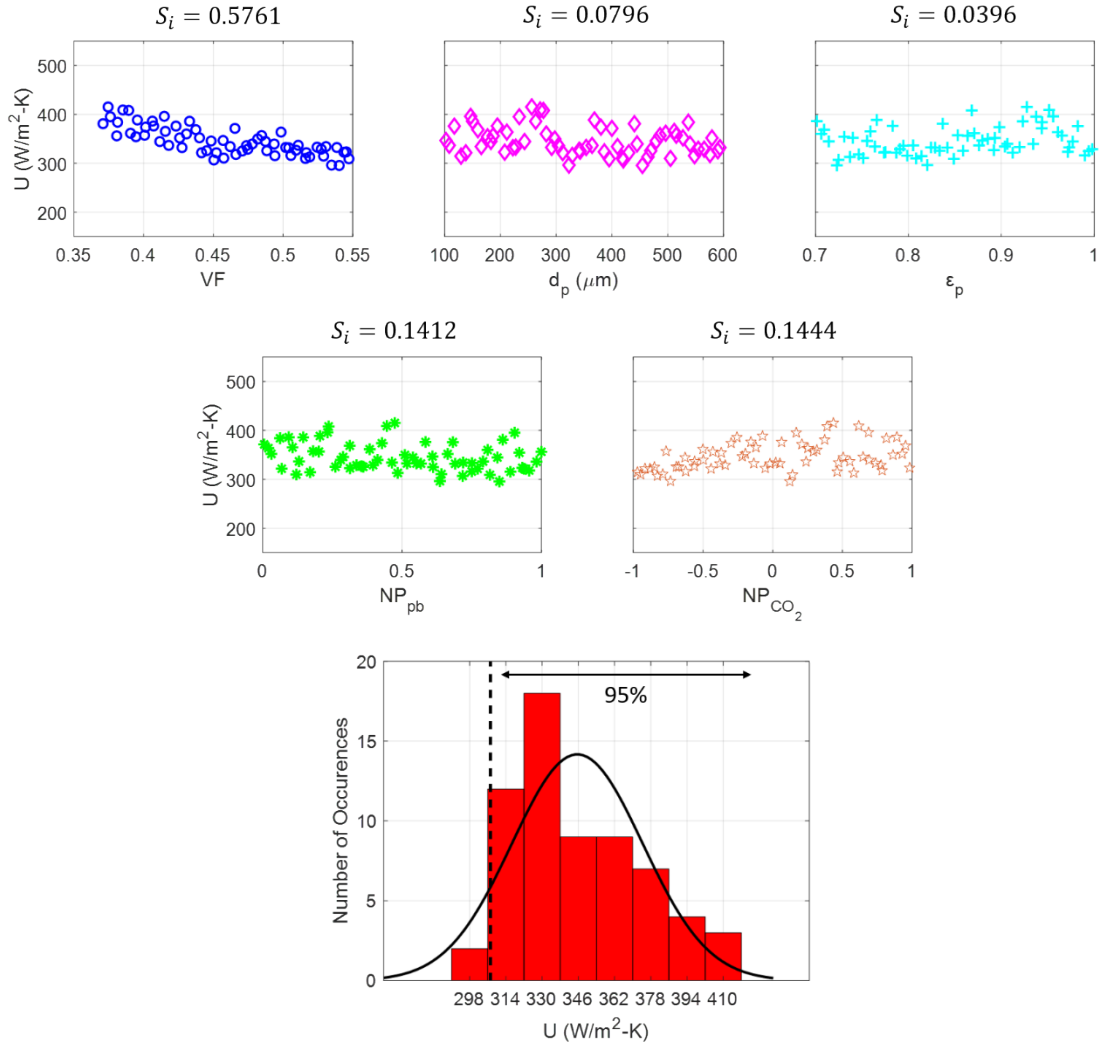 S_i = 0.5761
S_i = 0.0796
S_i = 0.0396
U (W/m²-K)
500
400
300
200
0.35 0.4 0.45 0.5 0.55
VF
100 200 300 400 500 600
d_p (μm)
0.7 0.8 0.9 1
ε_p
S_i = 0.1412
S_i = 0.1444
U (W/m²-K)
500
400
300
200
0 0.5 1
NP_pb
-1 -0.5 0 0.5 1
NP_CO₂
Number of Occurences
20
15
10
5
0
95%
298 314 330 346 362 378 394 410
U (W/m²-K)